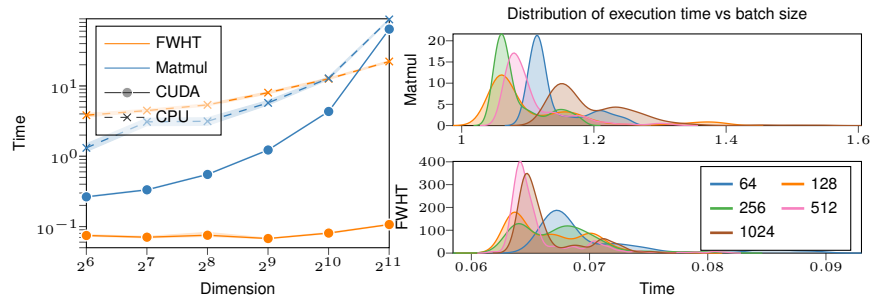 FWHT
Matmul
CUDA
CPU
Time
10^1
10^0
10^−1
2^6 2^7 2^8 2^9 2^10 2^11
Dimension
Distribution of execution time vs batch size
Matmul
20
15
10
5
0
1 1.2 1.4 1.6
FWHT
400
300
200
100
0
64 128
256 512
1024
0.06 0.07 0.08 0.09
Time